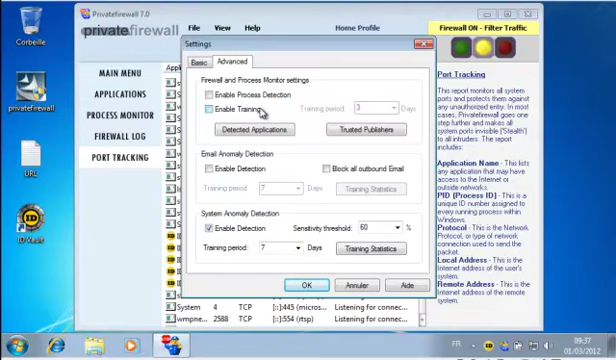 Corbeille
privatefirewall
URL
ID Vault
Privatefirewall 7.0
privatefirewall
File View Help Home Profile
Firewall ON - Filter Traffic
MAIN MENU
APPLICATIONS
PROCESS MONITOR
FIREWALL LOG
PORT TRACKING
Settings
Basic Advanced
Firewall and Process Monitor settings
Enable Process Detection
Enable Training Training period: 3 Days
Detected Applications Trusted Publishers
Email Anomaly Detection
Enable Detection Block all outbound Email
Training period: 7 Days Training Statistics
System Anomaly Detection
Enable Detection Sensitivity threshold: 60 %
Training period: 7 Days Training Statistics
OK Annuler Aide
System 4 TCP [::]:445 (micros... Listening for connec...
wmpne... 2588 TCP [::]:554 (rtsp) Listening for connec...
Port Tracking
This report monitors all system
ports and protects them against
any unauthorized entry. In most
cases, Privatefirewall goes one
step further and makes all
system ports invisible ('Stealth')
to all intruders. The report
includes:
Application Name - This lists
any application that may have
access to the Internet or
outside networks.
PID (Process ID) - This is a
unique ID number assigned to
every running process within
Windows.
Protocol - This is the Network
Protocol, or type of network
connection used to send the
packet.
Local Address - This is the
Internet address of the user's
system.
Remote Address - This is the
Internet address of the remote
system.
FR
09:37
01/03/2012